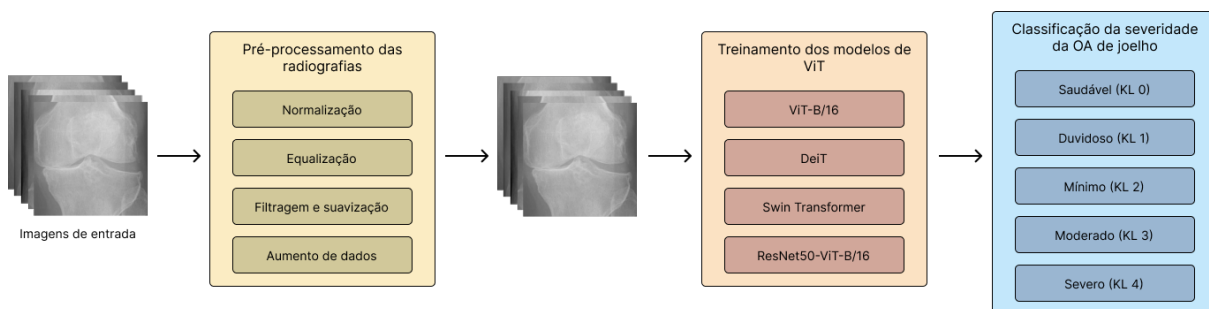 Imagens de entrada
Pré-processamento das
radiografias
Normalização
Equalização
Filtragem e suavização
Aumento de dados
Treinamento dos modelos de
ViT
ViT-B/16
DeiT
Swin Transformer
ResNet50-ViT-B/16
Classificação da severidade
da OA de joelho
Saudável (KL 0)
Duvidoso (KL 1)
Mínimo (KL 2)
Moderado (KL 3)
Severo (KL 4)